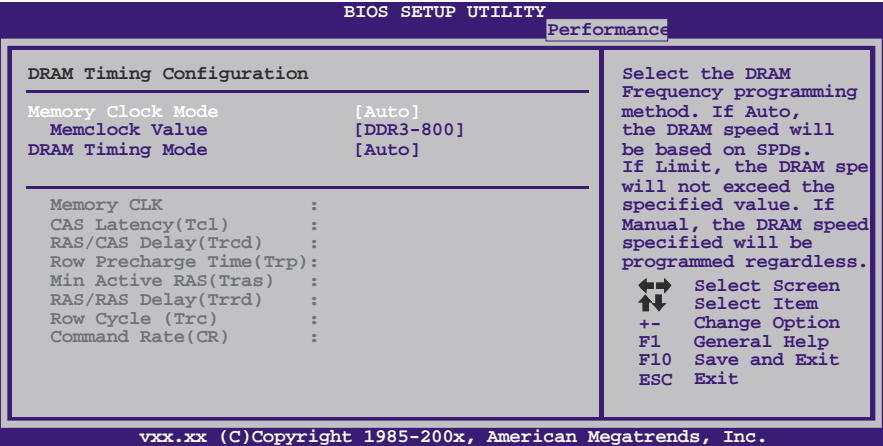 BIOS SETUP UTILITY
Performance
DRAM Timing Configuration
Memory Clock Mode [Auto]
Memclock Value [DDR3-800]
DRAM Timing Mode [Auto]
Memory CLK :
CAS Latency(Tcl) :
RAS/CAS Delay(Trcd) :
Row Precharge Time(Trp):
Min Active RAS(Tras) :
RAS/RAS Delay(Trrd) :
Row Cycle (Trc) :
Command Rate(CR) :
Select the DRAM
Frequency programming
method. If Auto,
the DRAM speed will
be based on SPDs.
If Limit, the DRAM spe
will not exceed the
specified value. If
Manual, the DRAM speed
specified will be
programmed regardless.
Select Screen
Select Item
+- Change Option
F1 General Help
F10 Save and Exit
ESC Exit
vxx.xx (C)Copyright 1985-200x, American Megatrends, Inc.